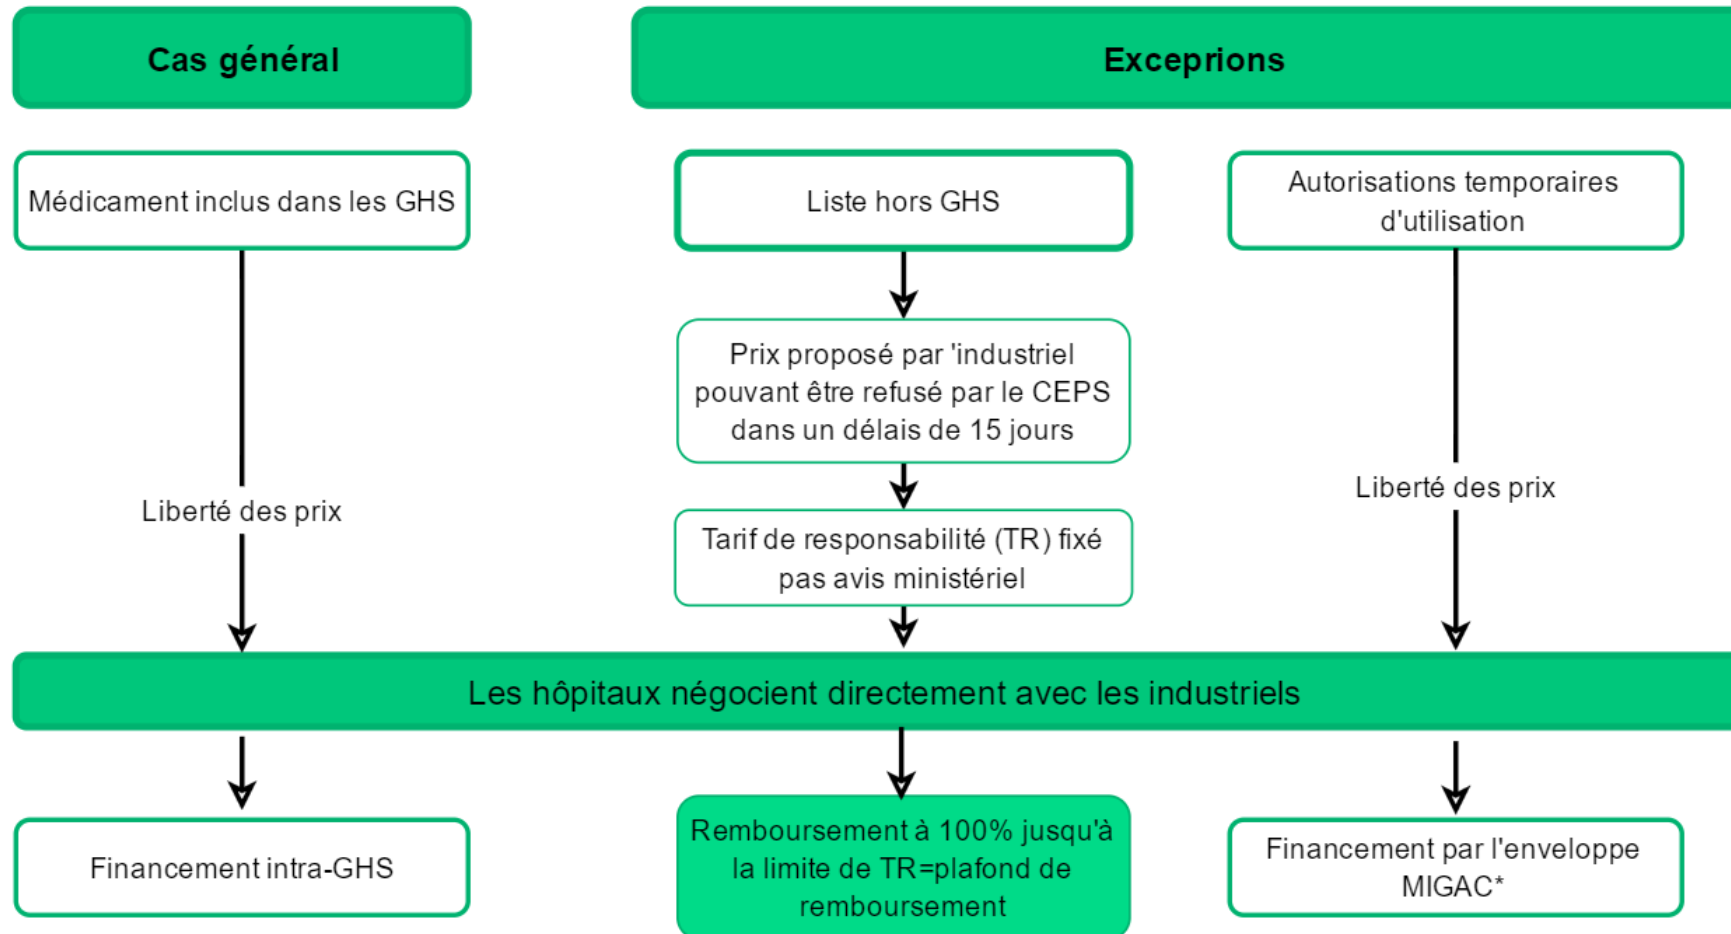 Cas général
Exceprions
Médicament inclus dans les GHS
Liste hors GHS
Autorisations temporaires
d'utilisation
Prix proposé par 'industriel
pouvant être refusé par le CEPS
dans un délais de 15 jours
Liberté des prix
Tarif de responsabilité (TR) fixé
pas avis ministériel
Liberté des prix
Les hôpitaux négocient directement avec les industriels
Financement intra-GHS
Remboursement à 100% jusqu'à
la limite de TR=plafond de
remboursement
Financement par l'enveloppe
MIGAC*